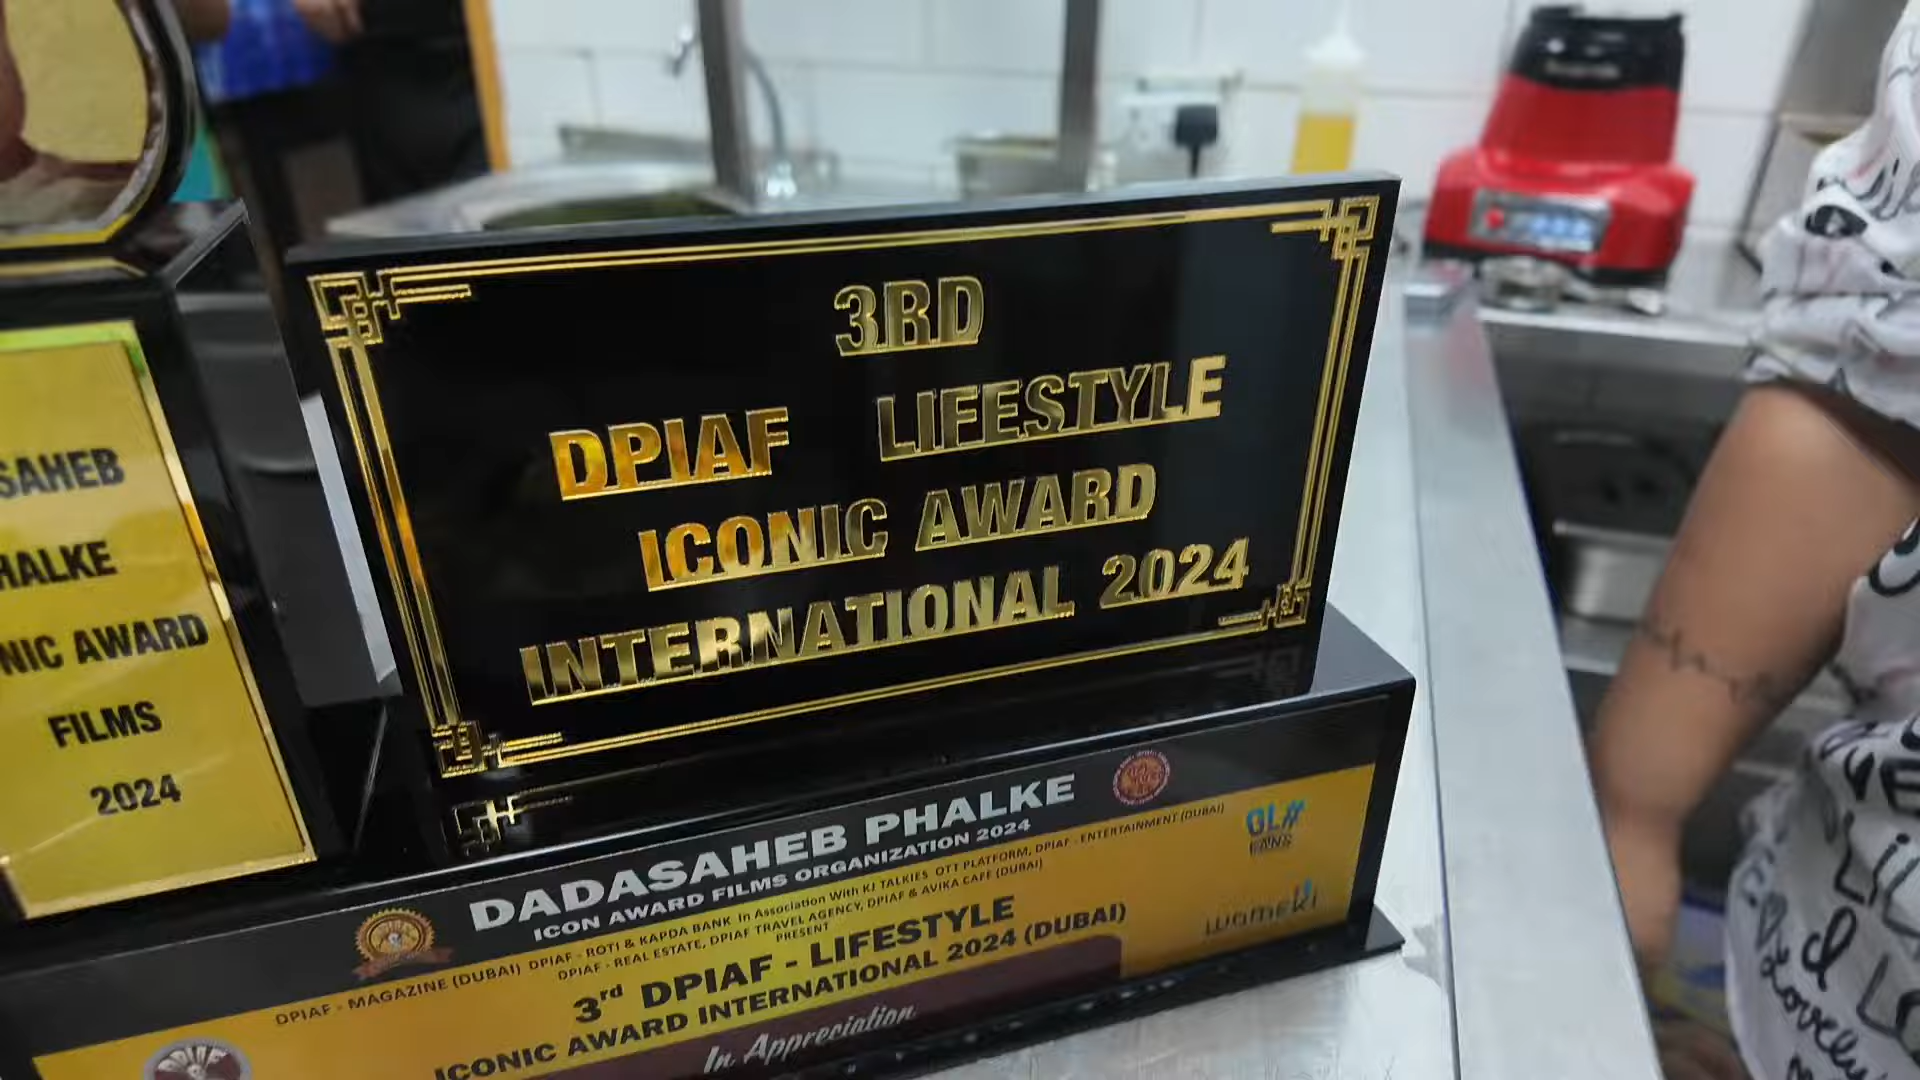 SAHEB
HALKE
NIC AWARD
FILMS
2024
3RD
DPIAF LIFESTYLE
ICONIC AWARD
INTERNATIONAL 2024
DADASAHEB PHALKE
ICON AWARD FILMS ORGANIZATION 2024
DPIAF - MAGAZINE (DUBAI) DPIAF - ROTI & KAPDA BANK In Association With KJ TALKIES OTT PLATFORM, DPIAF - ENTERTAINMENT (DUBAI)
DPIAF - REAL ESTATE, DPIAF TRAVEL AGENCY, DPIAF & AVIKA CAFE (DUBAI)
PRESENT
3rd DPIAF - LIFESTYLE
ICONIC AWARD INTERNATIONAL 2024 (DUBAI)
In Appreciation
FANS
Lovely